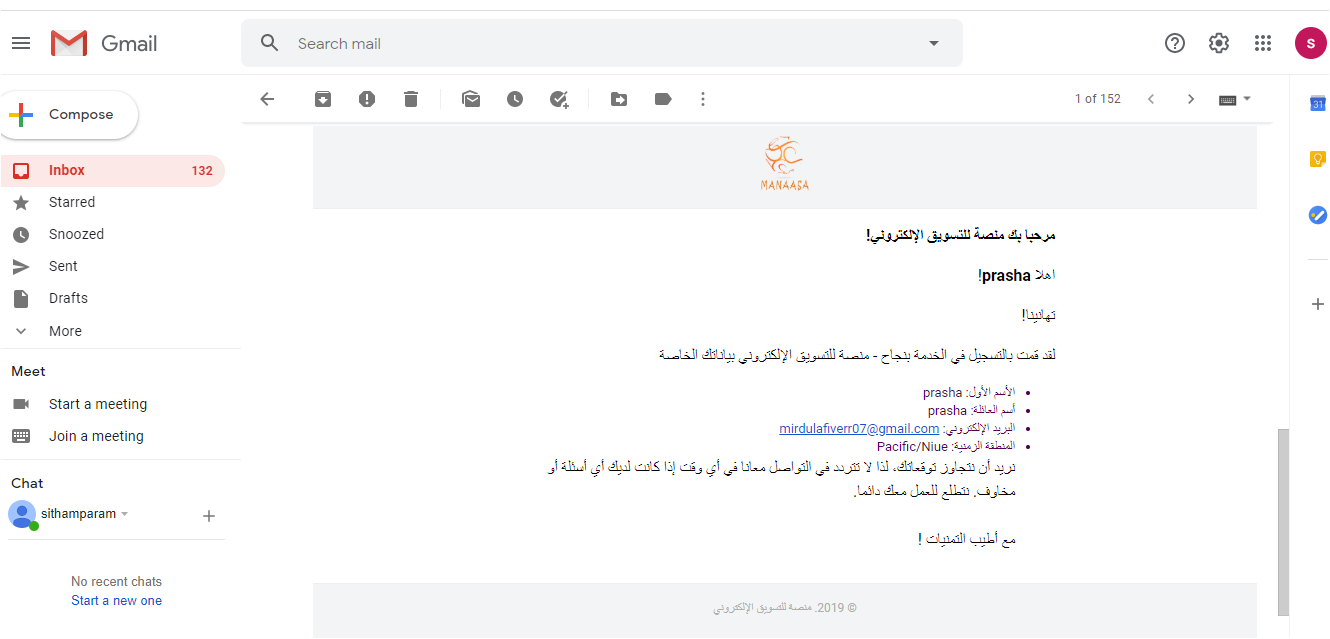 Gmail
Search mail
S
Compose
1 of 152
31
Inbox 132
Starred
Snoozed
Sent
Drafts
More
Meet
Start a meeting
Join a meeting
Chat
sithamparam
No recent chats
Start a new one
MANAASA
مرحبا بك منصة للتسويق الإلكتروني!
اهلا prasha!
تهانينا!
لقد قمت بالتسجيل في الخدمة بنجاح - منصة للتسويق الإلكتروني بياناتك الخاصة
• الأسم الأول: prasha
• أسم العائلة: prasha
• البريد الإلكتروني: mirdulafiverr07@gmail.com
• المنطقة الزمنية: Pacific/Niue
نريد أن نتجاوز توقعاتك، لذا لا تتردد في التواصل معانا في أي وقت إذا كانت لديك أي أسئلة أو
مخاوف. نتطلع للعمل معك دائما.
مع أطيب التمنيات !
© 2019. منصة للتسويق الإلكتروني